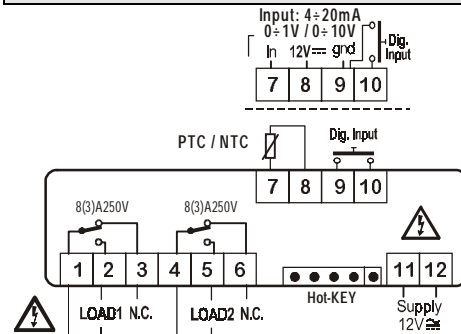 Input: 4÷20mA
0÷1V / 0÷10V
In 12V⎓ gnd
Dig.
Input
7 8 9 10
PTC / NTC
Dig. Input
7 8 9 10
8(3)A250V 8(3)A250V
1 2 3 4 5 6
11 12
Hot-KEY
LOAD1 N.C. LOAD2 N.C.
Supply
12V≂